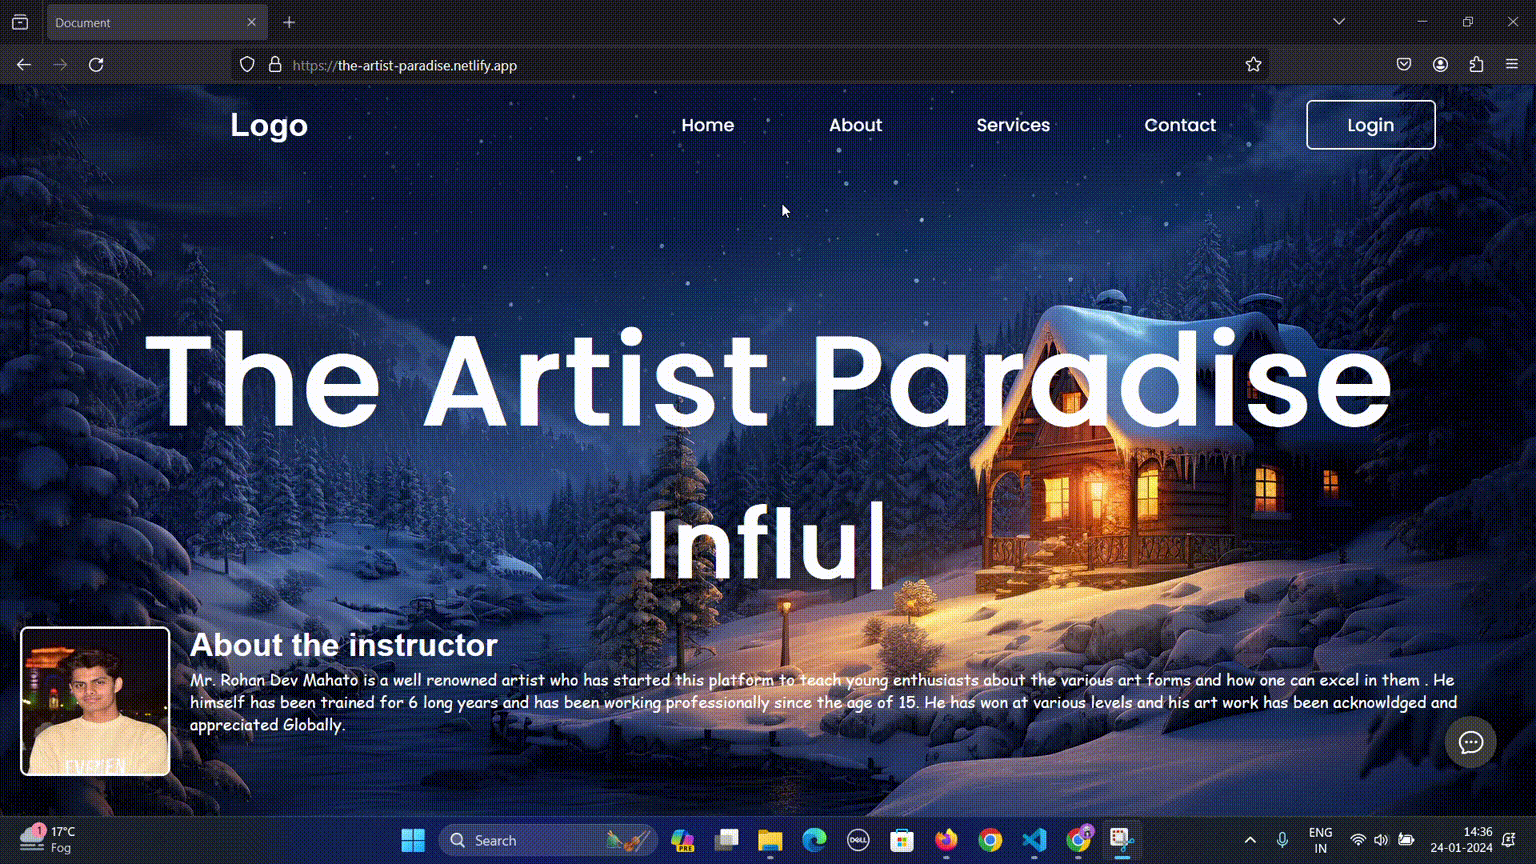 Document
https://the-artist-paradise.netlify.app
Logo
Home
About
Services
Contact
Login
The Artist Paradise
Influ|
About the instructor
Mr. Rohan Dev Mahato is a well renowned artist who has started this platform to teach young enthusiasts about the various art forms and how one can excel in them . He
himself has been trained for 6 long years and has been working professionally since the age of 15. He has won at various levels and his art work has been acknowldged and
appreciated Globally.
1
17°C
Fog
Search
PRE
DELL
ENG
IN
14:36
24-01-2024